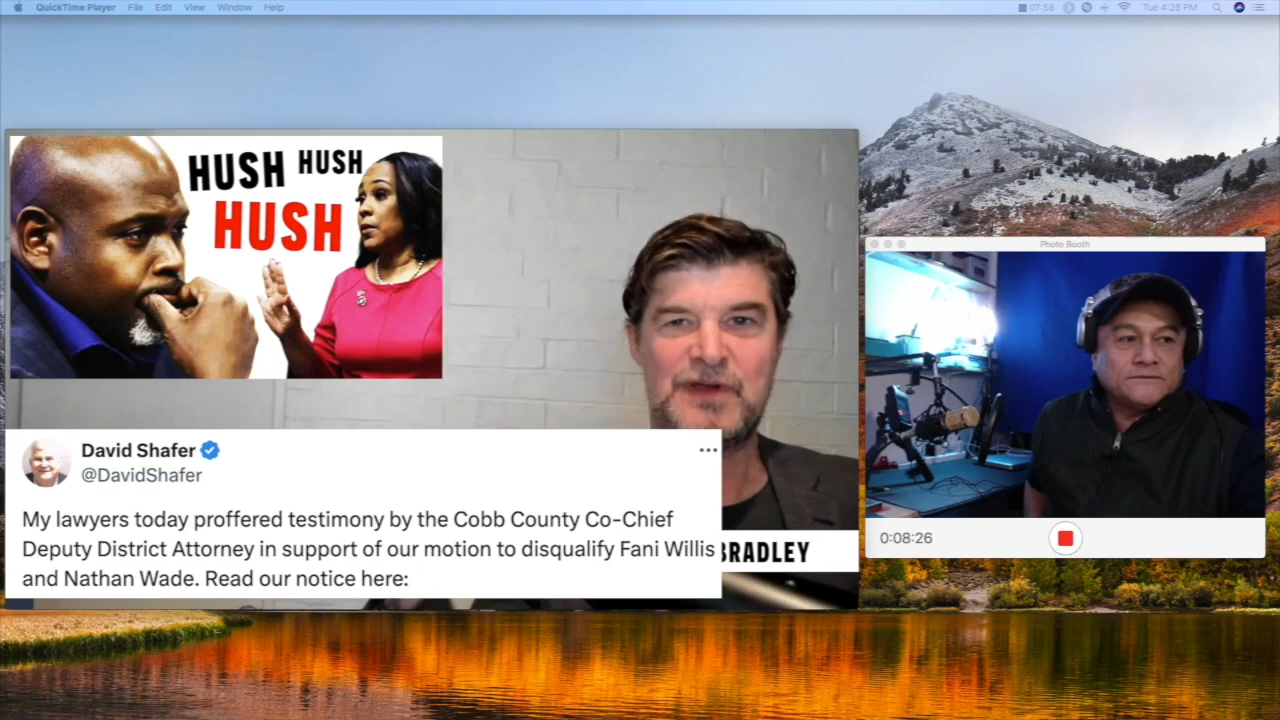 QuickTime Player File Edit View Window Help
07:58 Tue 4:25 PM
HUSH HUSH
HUSH
Photo Booth
David Shafer
@DavidShafer
My lawyers today proffered testimony by the Cobb County Co-Chief
Deputy District Attorney in support of our motion to disqualify Fani Willis
and Nathan Wade. Read our notice here:
BRADLEY
0:08:26